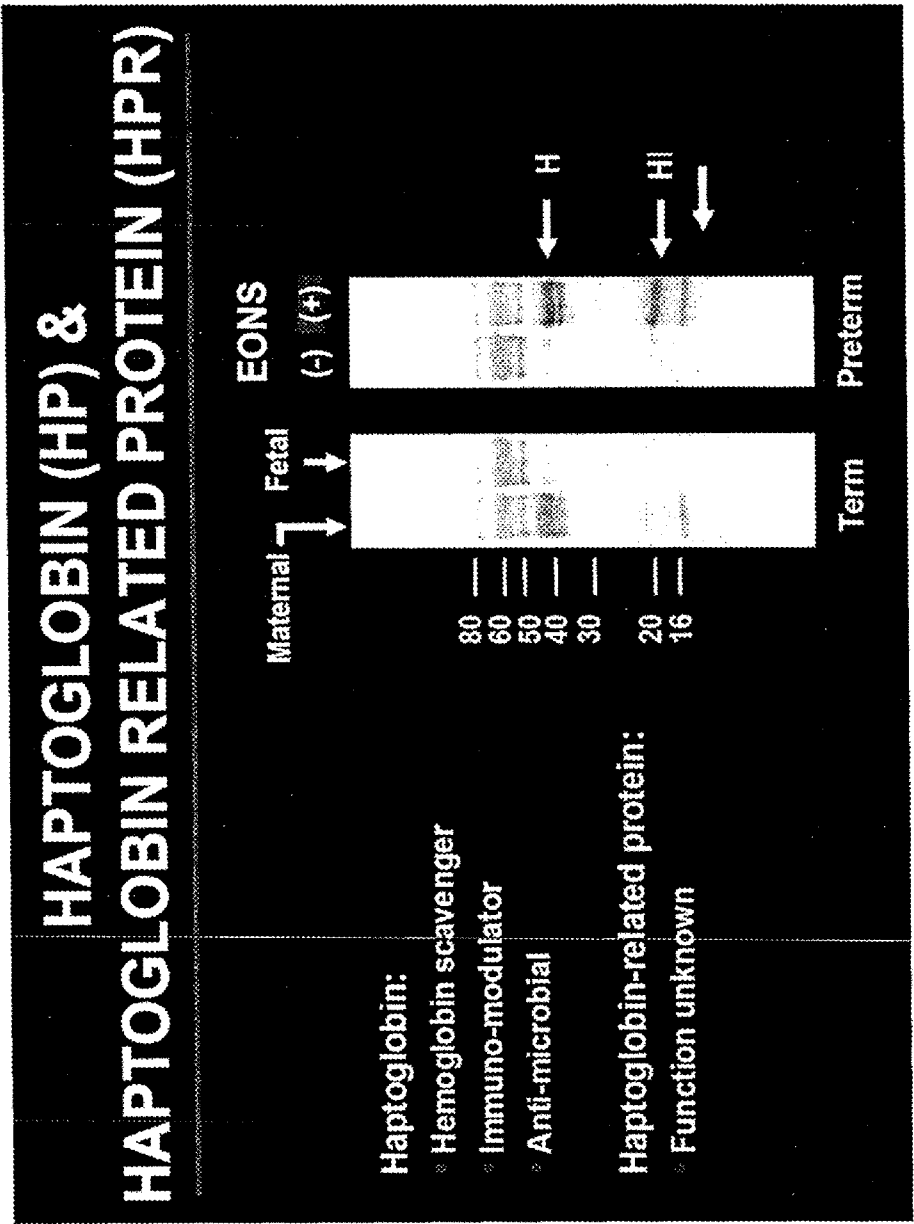 HAPTOGLOBIN (HP) &
HAPTOGLOBIN RELATED PROTEIN (HPR)
Haptoglobin:
Hemoglobin scavenger
Immuno-modulator
Anti-microbial
Haptoglobin-related protein:
Function unknown
Maternal
Fetal
EONS
(-) (+)
80
60
50
40
30
20
16
H
HI
Term
Preterm